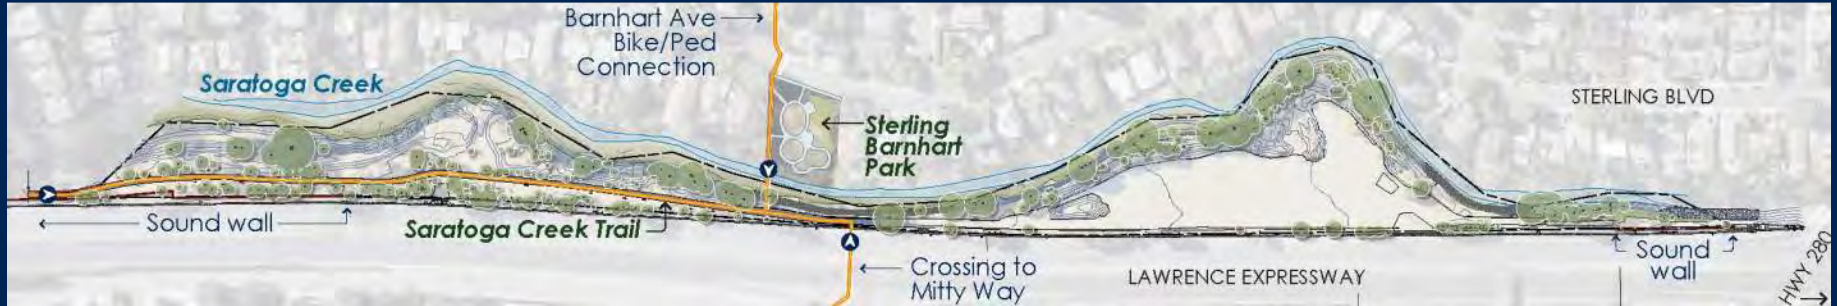 Barnhart Ave
Bike/Ped
Connection
Saratoga Creek
Sterling
Barnhart
Park
STERLING BLVD
Sound wall
Saratoga Creek Trail
Crossing to
Mitty Way
LAWRENCE EXPRESSWAY
Sound
wall
HWY 280